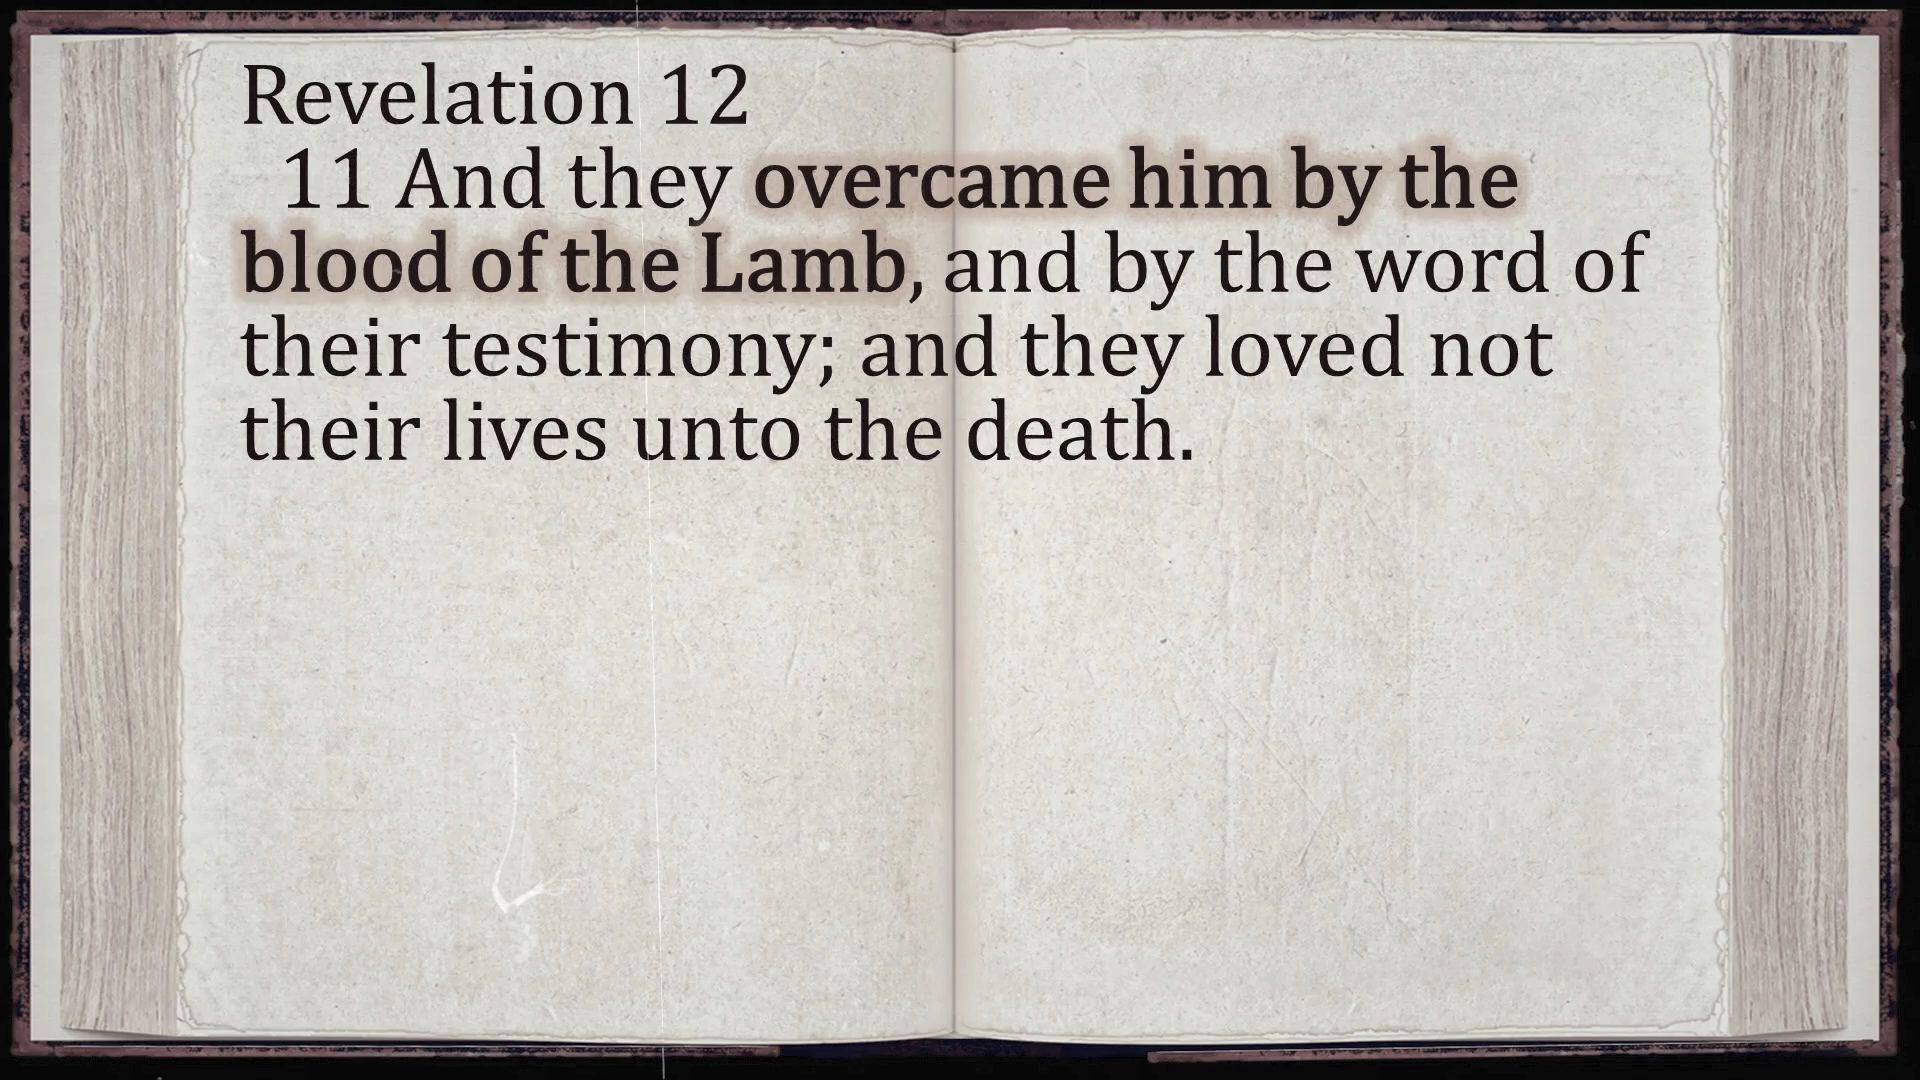 Revelation 12
11 And they overcame him by the
blood of the Lamb, and by the word of
their testimony; and they loved not
their lives unto the death.